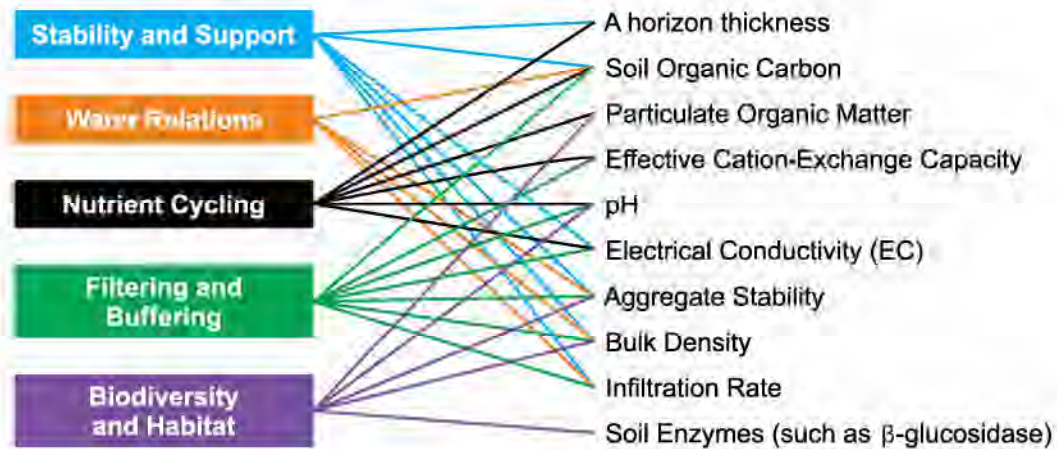 Stability and Support
Water Relations
Nutrient Cycling
Filtering and
Buffering
Biodiversity
and Habitat
A horizon thickness
Soil Organic Carbon
Particulate Organic Matter
Effective Cation-Exchange Capacity
pH
Electrical Conductivity (EC)
Aggregate Stability
Bulk Density
Infiltration Rate
Soil Enzymes (such as β-glucosidase)